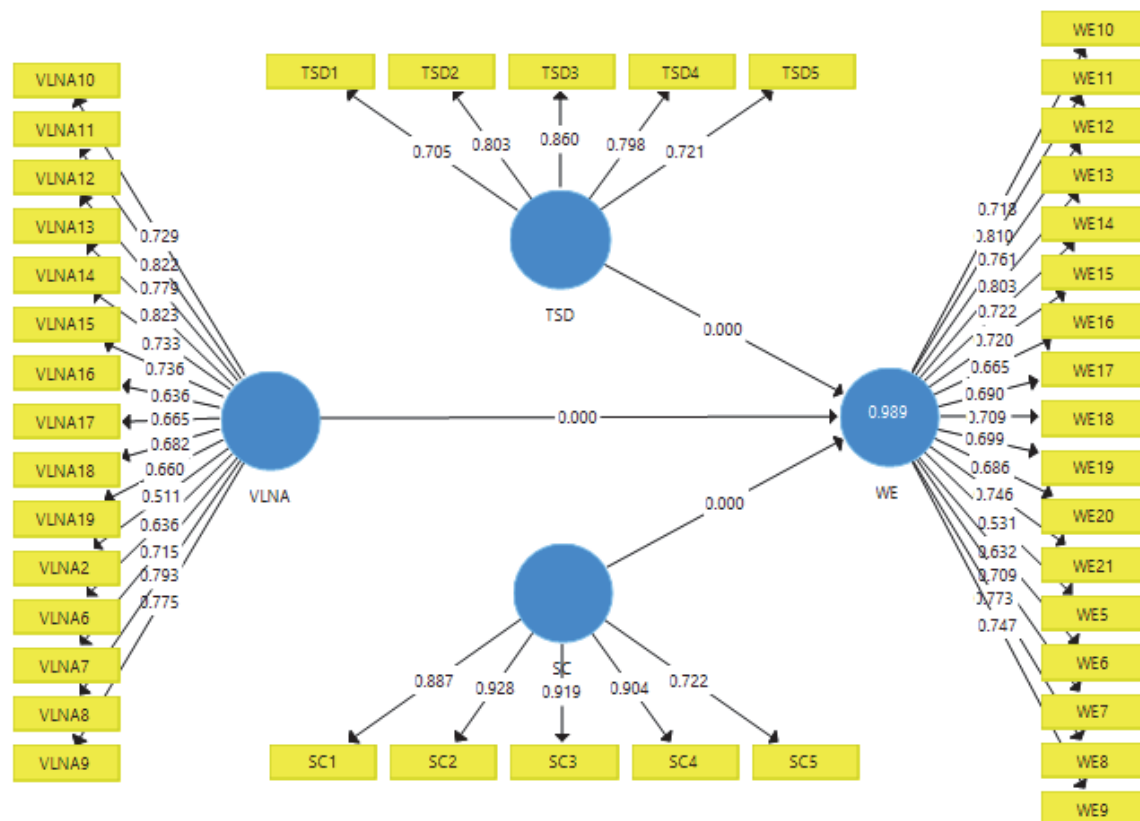 VLNA10
VLNA11
VLNA12
VLNA13
VLNA14
VLNA15
VLNA16
VLNA17
VLNA18
VLNA19
VLNA2
VLNA6
VLNA7
VLNA8
VLNA9
0.729
0.822
0.779
0.823
0.733
0.736
0.636
0.665
0.682
0.660
0.511
0.636
0.715
0.793
0.775
VLNA
TSD1 TSD2 TSD3 TSD4 TSD5
0.705 0.803 0.860 0.798 0.721
TSD
0.000
0.000
0.000
SC
0.887 0.928 0.919 0.904 0.722
SC1 SC2 SC3 SC4 SC5
0.989
WE
0.718
0.810
0.761
0.803
0.722
0.720
0.665
0.690
0.709
0.699
0.686
0.746
0.531
0.632
0.709
0.773
0.747
WE10
WE11
WE12
WE13
WE14
WE15
WE16
WE17
WE18
WE19
WE20
WE21
WE5
WE6
WE7
WE8
WE9